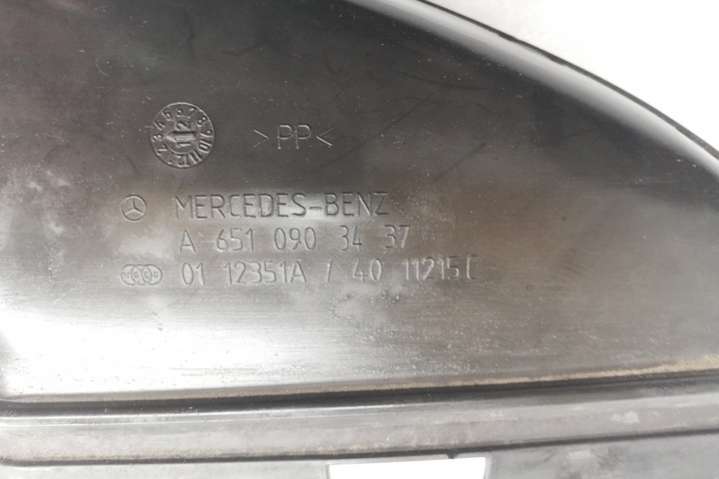 >PP<
MERCEDES-BENZ
A 651 090 34 37
01 12351A / 40 11215C